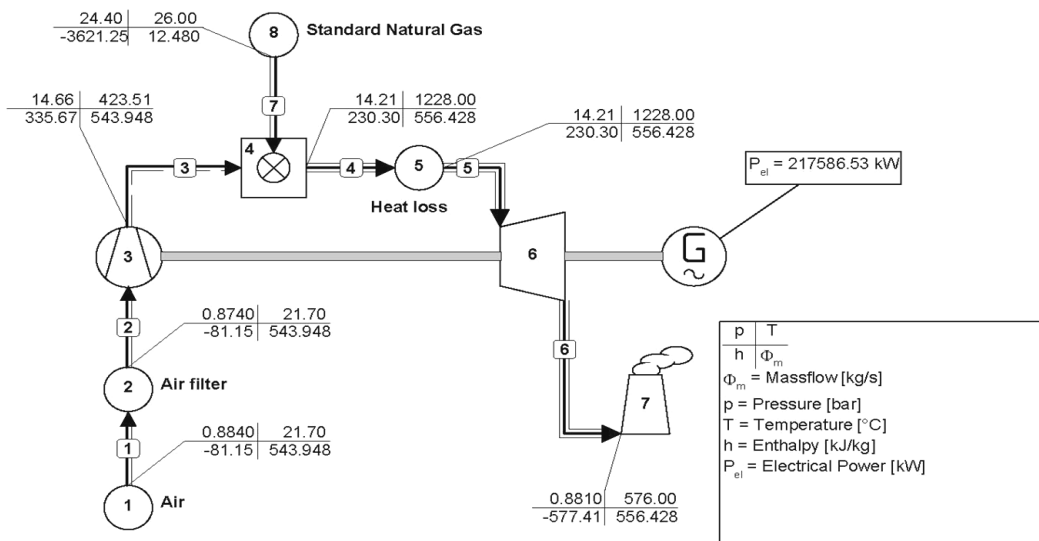 24.40 26.00
-3621.25 12.480
8
Standard Natural Gas
14.66 423.51
335.67 543.948
7
14.21 1228.00
230.30 556.428
14.21 1228.00
230.30 556.428
3
4
4
5
5
Heat loss
P_el = 217586.53 kW
3
6
G
0.8740 21.70
-81.15 543.948
2
6
2
Air filter
7
0.8840 21.70
-81.15 543.948
1
1
Air
0.8810 576.00
-577.41 556.428
p T
h Φ_m
Φ_m = Massflow [kg/s]
p = Pressure [bar]
T = Temperature [°C]
h = Enthalpy [kJ/kg]
P_el = Electrical Power [kW]